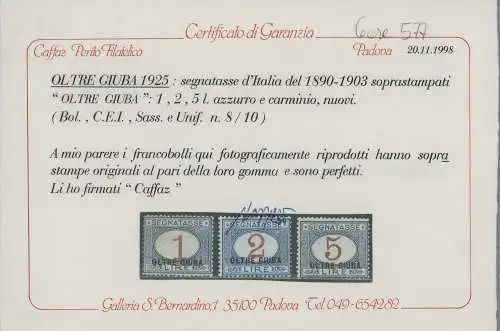 Certificato di Garanzia
Caffaz Perito Filatelico
Padova 20.11.1998
OLTRE GIUBA 1925 : segnatasse d'Italia del 1890-1903 soprastampati
" OLTRE GIUBA " : 1 , 2 , 5 l. azzurro e carminio, nuovi.
( Bol. , C.E.I. , Sass. e Unif. n. 8 / 10 )
A mio parere i francobolli qui fotograficamente riprodotti hanno sopra
stampe originali al pari della loro gomma e sono perfetti.
Li ho firmati " Caffaz "
SEGNATASSE SEGNATASSE SEGNATASSE
1 2 5
OLTRE GIUBA OLTRE GIUBA OLTRE GIUBA
LIRE LIRE LIRE
Galleria S. Bernardino, 1 35100 Padova Tel. 049-654282